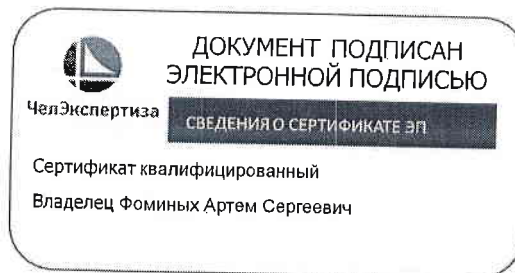 ДОКУМЕНТ ПОДПИСАН
ЭЛЕКТРОННОЙ ПОДПИСЬЮ
ЧелЭкспертиза
СВЕДЕНИЯ О СЕРТИФИКАТЕ ЭП
Сертификат квалифицированный
Владелец Фоминых Артем Сергеевич